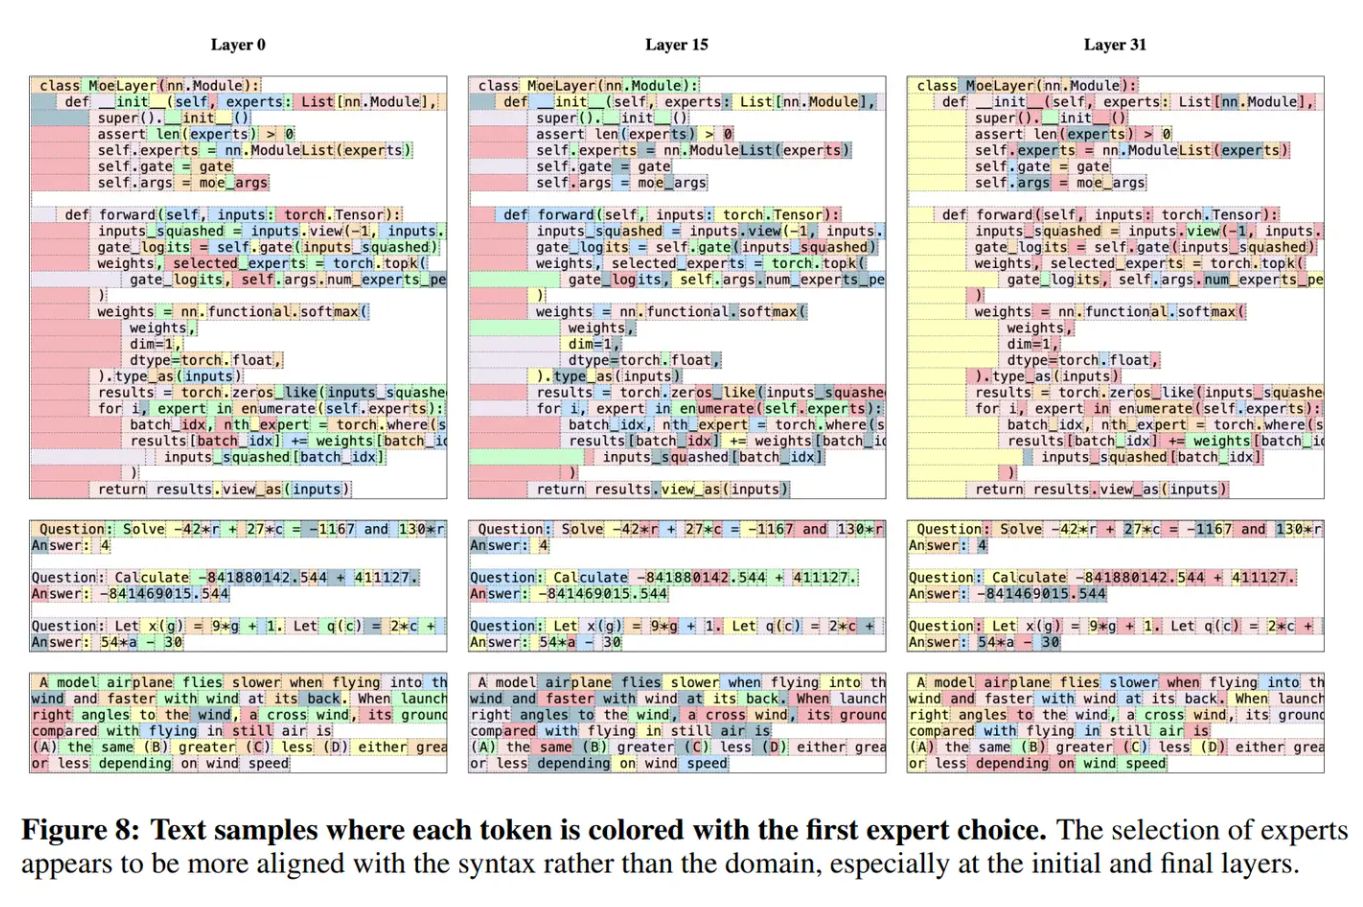 Layer 0
class MoeLayer(nn.Module):
def __init__(self, experts: List[nn.Module],
super().__init__()
assert len(experts) > 0
self.experts = nn.ModuleList(experts)
self.gate = gate
self.args = moe_args
def forward(self, inputs: torch.Tensor):
inputs_squashed = inputs.view(-1, inputs.
gate_logits = self.gate(inputs_squashed)
weights, selected_experts = torch.topk(
gate_logits, self.args.num_experts_pe
)
weights = nn.functional.softmax(
weights,
dim=1,
dtype=torch.float,
).type_as(inputs)
results = torch.zeros_like(inputs_squashe
for i, expert in enumerate(self.experts):
batch_idx, nth_expert = torch.where(s
results[batch_idx] += weights[batch_id
inputs_squashed[batch_idx]
)
return results.view_as(inputs)
Question: Solve -42*r + 27*c = -1167 and 130*r
Answer: 4
Question: Calculate -841880142.544 + 411127.
Answer: -841469015.544
Question: Let x(g) = 9*g + 1. Let q(c) = 2*c +
Answer: 54*a - 30
A model airplane flies slower when flying into th
wind and faster with wind at its back. When launch
right angles to the wind, a cross wind, its ground
compared with flying in still air is
(A) the same (B) greater (C) less (D) either grea
or less depending on wind speed
Layer 15
class MoeLayer(nn.Module):
def __init__(self, experts: List[nn.Module],
super().__init__()
assert len(experts) > 0
self.experts = nn.ModuleList(experts)
self.gate = gate
self.args = moe_args
def forward(self, inputs: torch.Tensor):
inputs_squashed = inputs.view(-1, inputs.
gate_logits = self.gate(inputs_squashed)
weights, selected_experts = torch.topk(
gate_logits, self.args.num_experts_pe
)
weights = nn.functional.softmax(
weights,
dim=1,
dtype=torch.float,
).type_as(inputs)
results = torch.zeros_like(inputs_squashe
for i, expert in enumerate(self.experts):
batch_idx, nth_expert = torch.where(s
results[batch_idx] += weights[batch_id
inputs_squashed[batch_idx]
)
return results.view_as(inputs)
Question: Solve -42*r + 27*c = -1167 and 130*r
Answer: 4
Question: Calculate -841880142.544 + 411127.
Answer: -841469015.544
Question: Let x(g) = 9*g + 1. Let q(c) = 2*c +
Answer: 54*a - 30
A model airplane flies slower when flying into th
wind and faster with wind at its back. When launch
right angles to the wind, a cross wind, its ground
compared with flying in still air is
(A) the same (B) greater (C) less (D) either grea
or less depending on wind speed
Layer 31
class MoeLayer(nn.Module):
def __init__(self, experts: List[nn.Module],
super().__init__()
assert len(experts) > 0
self.experts = nn.ModuleList(experts)
self.gate = gate
self.args = moe_args
def forward(self, inputs: torch.Tensor):
inputs_squashed = inputs.view(-1, inputs.
gate_logits = self.gate(inputs_squashed)
weights, selected_experts = torch.topk(
gate_logits, self.args.num_experts_pe
)
weights = nn.functional.softmax(
weights,
dim=1,
dtype=torch.float,
).type_as(inputs)
results = torch.zeros_like(inputs_squashe
for i, expert in enumerate(self.experts):
batch_idx, nth_expert = torch.where(s
results[batch_idx] += weights[batch_id
inputs_squashed[batch_idx]
)
return results.view_as(inputs)
Question: Solve -42*r + 27*c = -1167 and 130*r
Answer: 4
Question: Calculate -841880142.544 + 411127.
Answer: -841469015.544
Question: Let x(g) = 9*g + 1. Let q(c) = 2*c +
Answer: 54*a - 30
A model airplane flies slower when flying into th
wind and faster with wind at its back. When launch
right angles to the wind, a cross wind, its ground
compared with flying in still air is
(A) the same (B) greater (C) less (D) either grea
or less depending on wind speed
Figure 8: Text samples where each token is colored with the first expert choice. The selection of experts
appears to be more aligned with the syntax rather than the domain, especially at the initial and final layers.